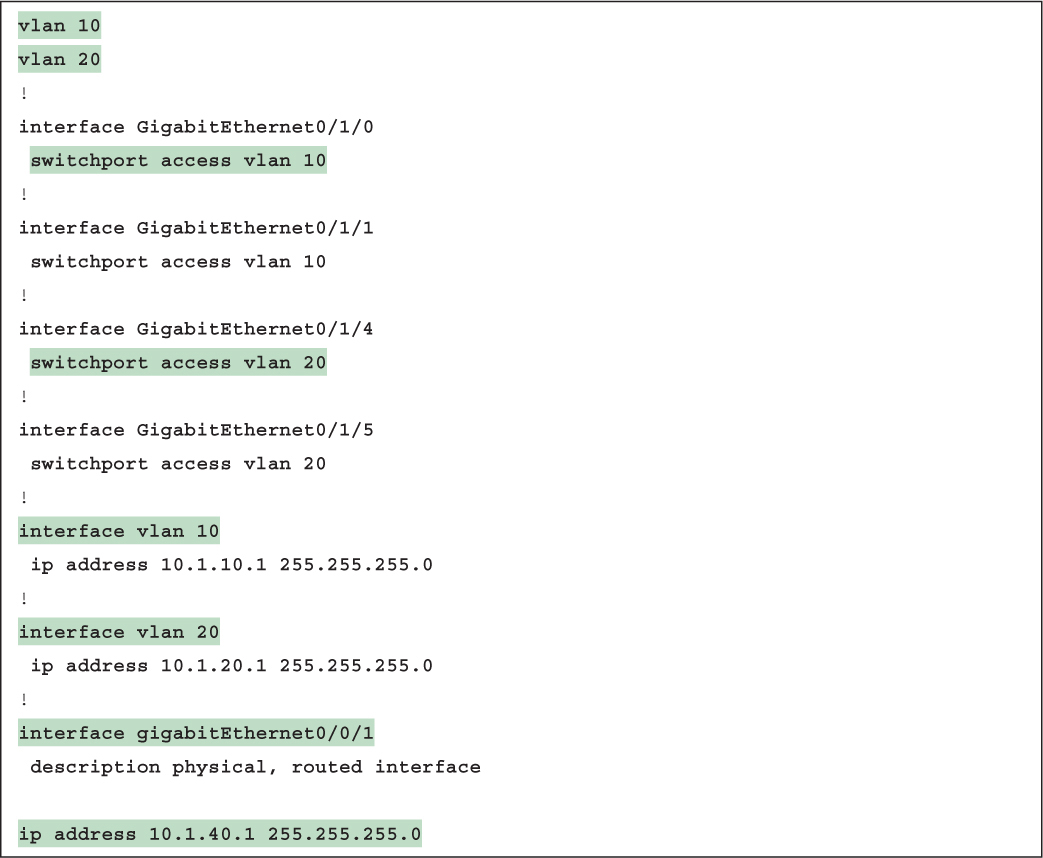 vlan 10
vlan 20
!
interface GigabitEthernet0/1/0
 switchport access vlan 10
!
interface GigabitEthernet0/1/1
 switchport access vlan 10
!
interface GigabitEthernet0/1/4
 switchport access vlan 20
!
interface GigabitEthernet0/1/5
 switchport access vlan 20
!
interface vlan 10
 ip address 10.1.10.1 255.255.255.0
!
interface vlan 20
 ip address 10.1.20.1 255.255.255.0
!
interface gigabitEthernet0/0/1
 description physical, routed interface
ip address 10.1.40.1 255.255.255.0